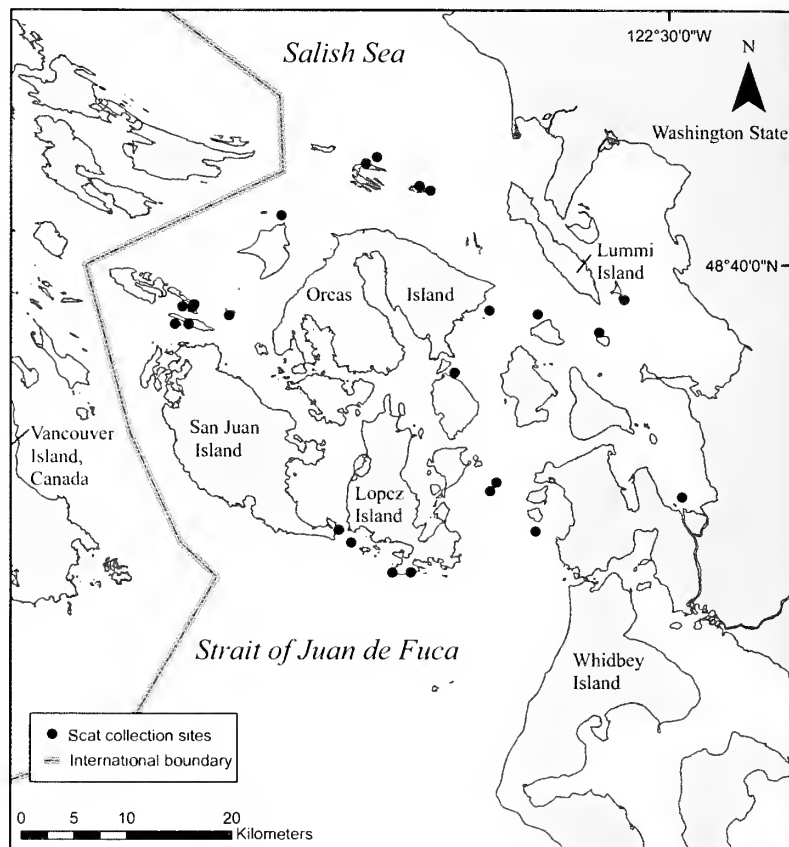 122°30'0"W
Salish Sea
N
Washington State
Lummi
Island
48°40'0"N
Orcas Island
San Juan
Island
Vancouver
Island,
Canada
Lopez
Island
Strait of Juan de Fuca
Whidbey
Island
Scat collection sites
International boundary
0 5 10 20
Kilometers